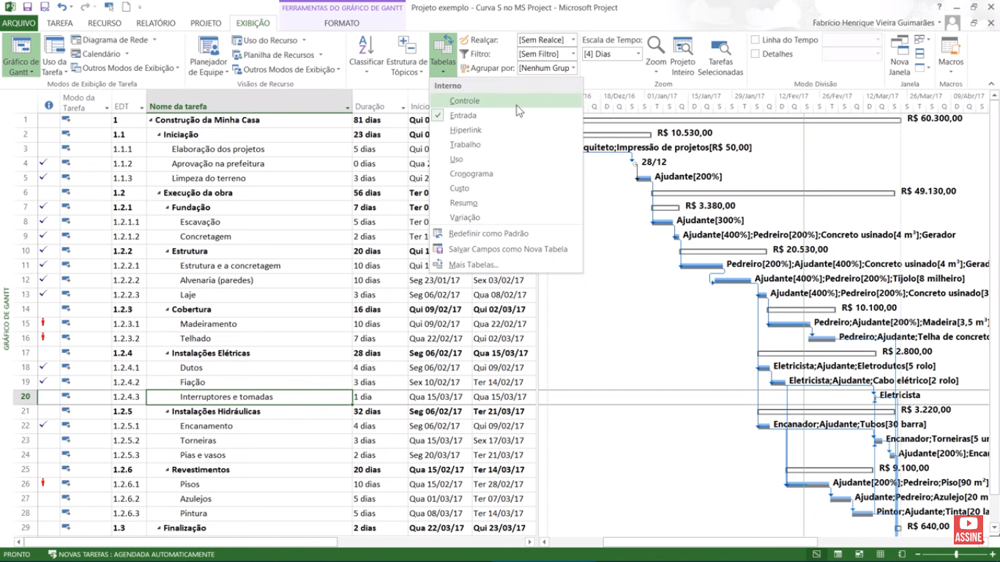 FERRAMENTAS DO GRÁFICO DE GANTT
Projeto exemplo - Curva S no MS Project - Microsoft Project
ARQUIVO TAREFA RECURSO RELATÓRIO PROJETO EXIBIÇÃO FORMATO
Fabrício Henrique Vieira Guimarães
Gráfico de Gantt
Uso da Tarefa
Diagrama de Rede
Calendário
Outros Modos de Exibição
Modos de Exibição de Tarefa
Planejador de Equipe
Uso do Recurso
Planilha de Recursos
Outros Modos de Exibição
Visões de Recurso
Classificar
Estrutura de Tópicos
Tabelas
Realçar: [Sem Realce]
Filtro: [Sem Filtro]
Agrupar por: [Nenhum Grup
Escala de Tempo:
[4] Dias
Zoom
Projeto Inteiro
Tarefas Selecionadas
Zoom
Linha do Tempo
Detalhes
Modo Divisão
Nova Janela
Janela
Macros
Macros
Interno
Controle
Entrada
Hiperlink
Trabalho
Uso
Cronograma
Custo
Resumo
Variação
Redefinir como Padrão
Salvar Campos como Nova Tabela
Mais Tabelas...
Modo da Tarefa EDT Nome da tarefa Duração Início
16 18/Dez/16 01/Jan/17 15/Jan/17 29/Jan/17 12/Fev/17 26/Fev/17 12/Mar/17 26/Mar/17 09/Abr/17
1 1 Construção da Minha Casa 81 dias Qui 0
2 1.1 Iniciação 23 dias Qui 0
3 1.1.1 Elaboração dos projetos 5 dias Qui 0
4 1.1.2 Aprovação na prefeitura 0 dias Qua 2
5 1.1.3 Limpeza do terreno 3 dias Qui 2
6 1.2 Execução da obra 56 dias Ter 0
7 1.2.1 Fundação 7 dias Ter 0
8 1.2.1.1 Escavação 5 dias Ter 0
9 1.2.1.2 Concretagem 2 dias Ter 1
10 1.2.2 Estrutura 20 dias Qui 1
11 1.2.2.1 Estrutura e a concretagem 10 dias Qui 1
12 1.2.2.2 Alvenaria (paredes) 10 dias Seg 23/01/17 Sex 03/02/17
13 1.2.2.3 Laje 3 dias Seg 06/02/17 Qua 08/02/17
14 1.2.3 Cobertura 16 dias Qui 09/02/17 Qui 02/03/17
15 1.2.3.1 Madeiramento 10 dias Qui 09/02/17 Qua 22/02/17
16 1.2.3.2 Telhado 7 dias Qua 22/02/17 Qui 02/03/17
17 1.2.4 Instalações Elétricas 28 dias Seg 06/02/17 Qua 15/03/17
18 1.2.4.1 Dutos 4 dias Seg 06/02/17 Qui 09/02/17
19 1.2.4.2 Fiação 3 dias Sex 10/02/17 Ter 14/02/17
20 1.2.4.3 Interruptores e tomadas 1 dia Qua 15/03/17 Qua 15/03/17
21 1.2.5 Instalações Hidráulicas 32 dias Seg 06/02/17 Ter 21/03/17
22 1.2.5.1 Encanamento 4 dias Seg 06/02/17 Qui 09/02/17
23 1.2.5.2 Torneiras 3 dias Qua 15/03/17 Sex 17/03/17
24 1.2.5.3 Pias e vasos 2 dias Seg 20/03/17 Ter 21/03/17
25 1.2.6 Revestimentos 20 dias Qua 15/02/17 Ter 14/03/17
26 1.2.6.1 Pisos 10 dias Qua 15/02/17 Ter 28/02/17
27 1.2.6.2 Azulejos 5 dias Qua 01/03/17 Ter 07/03/17
28 1.2.6.3 Pintura 5 dias Qua 08/03/17 Ter 14/03/17
29 1.3 Finalização 2 dias Qua 22/03/17 Qui 23/03/17
R$ 60.300,00
R$ 10.530,00
quiteto;Impressão de projetos[R$ 50,00]
28/12
Ajudante[200%]
R$ 49.130,00
R$ 3.380,00
Ajudante[300%]
Ajudante[400%];Pedreiro[200%];Concreto usinado[4 m³];Gerador
R$ 20.530,00
Pedreiro[200%];Ajudante[400%];Concreto usinado[4 m³];Gerad
Ajudante[400%];Pedreiro[200%];Tijolo[8 milheiro]
Ajudante[400%];Pedreiro[200%];Concreto usinado[3
R$ 10.100,00
Pedreiro;Ajudante[200%];Madeira[3,5 m³]
Pedreiro;Ajudante;Telha de concreto
R$ 2.800,00
Eletricista;Ajudante;Eletrodutos[5 rolo]
Eletricista;Ajudante;Cabo elétrico[2 rolo]
Eletricista
R$ 3.220,00
Encanador;Ajudante;Tubos[30 barra]
Encanador;Torneiras[5 un
Ajudante[200%];Enca
R$ 9.100,00
Ajudante[200%];Pedreiro;Piso[90 m²]
Ajudante;Pedreiro;Azulejo[20 m
Pintor;Ajudante;Tinta[20 la
R$ 640,00
GRÁFICO DE GANTT
ASSINE
PRONTO NOVAS TAREFAS : AGENDADA AUTOMATICAMENTE